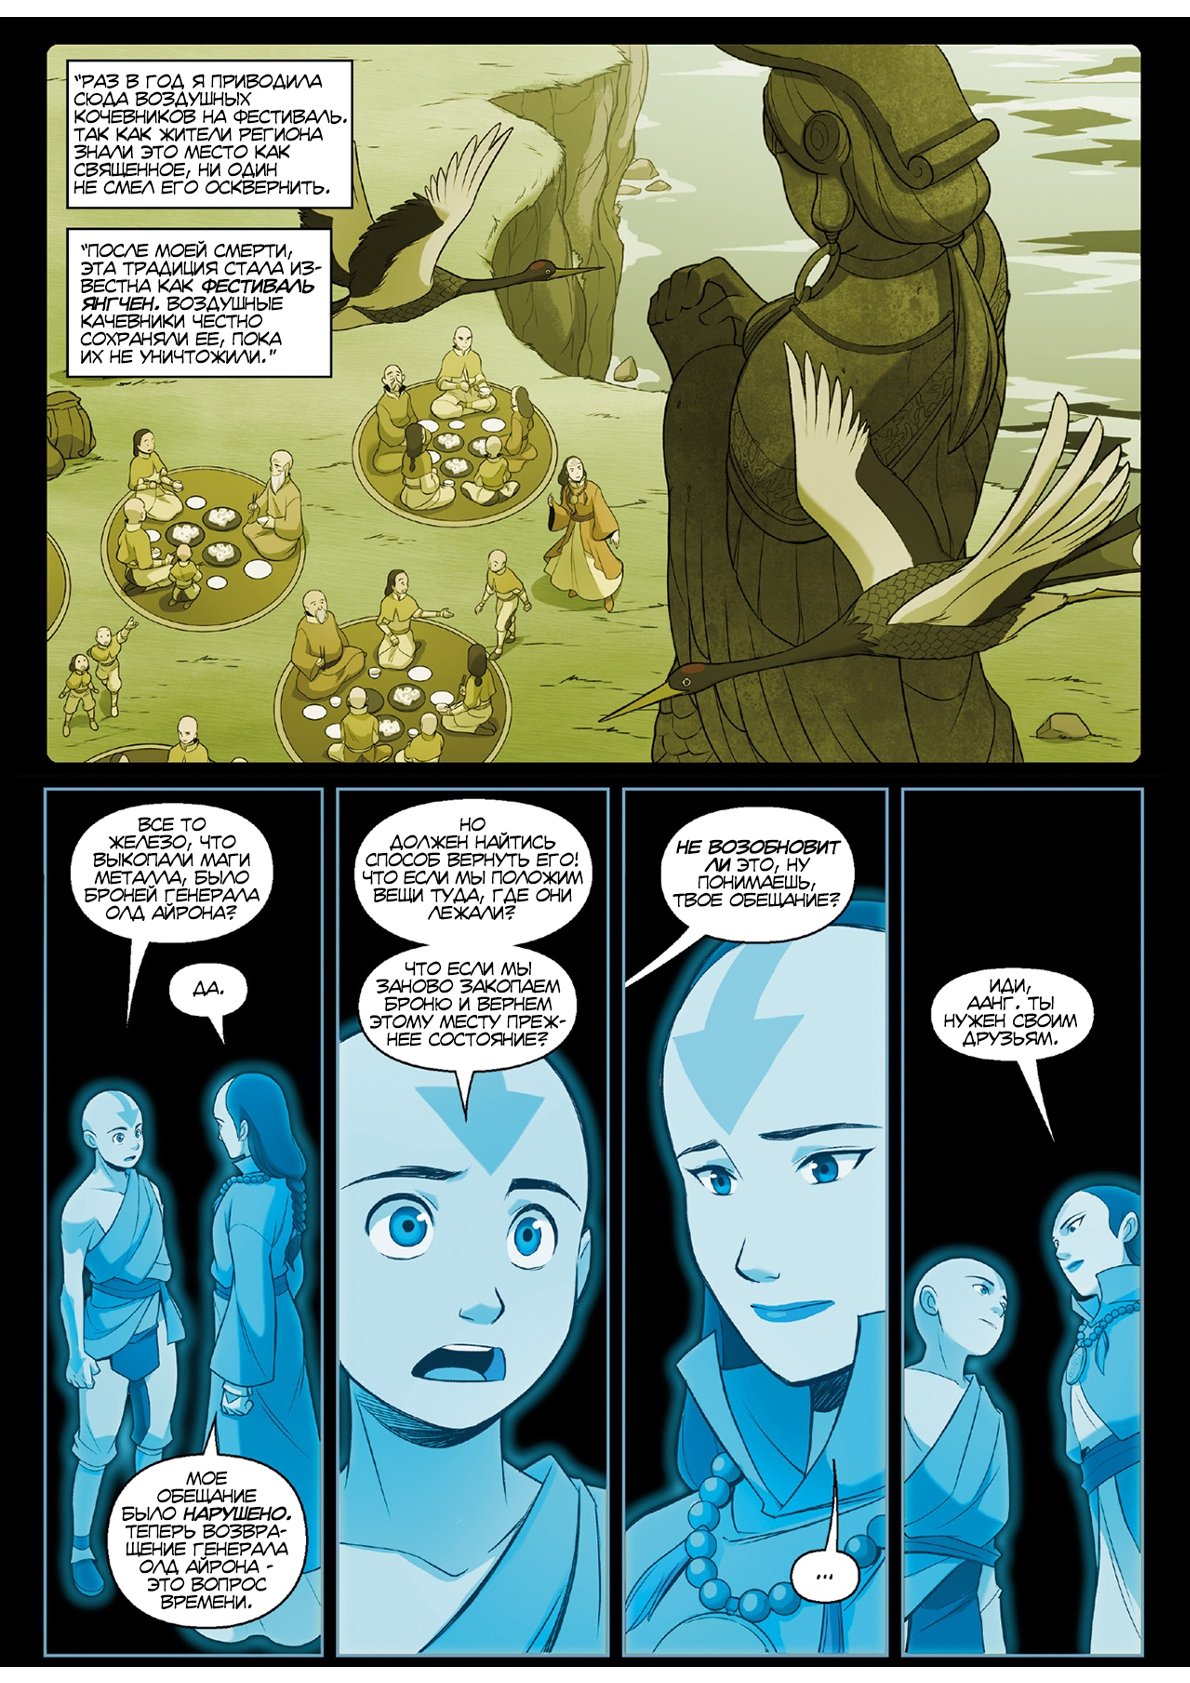 "РАЗ В ГОД Я ПРИВОДИЛА
СЮДА ВОЗДУШНЫХ
КОЧЕВНИКОВ НА ФЕСТИВАЛЬ.
ТАК КАК ЖИТЕЛИ РЕГИОНА
ЗНАЛИ ЭТО МЕСТО КАК
СВЯЩЕННОЕ, НИ ОДИН
НЕ СМЕЛ ЕГО ОСКВЕРНИТЬ.
"ПОСЛЕ МОЕЙ СМЕРТИ,
ЭТА ТРАДИЦИЯ СТАЛА ИЗ-
ВЕСТНА КАК ФЕСТИВАЛЬ
ЯНГЧЕН. ВОЗДУШНЫЕ
КАЧЕВНИКИ ЧЕСТНО
СОХРАНЯЛИ ЕЕ, ПОКА
ИХ НЕ УНИЧТОЖИЛИ."
ВСЕ ТО
ЖЕЛЕЗО, ЧТО
ВЫКОПАЛИ МАГИ
МЕТАЛЛА, БЫЛО
БРОНЕЙ ГЕНЕРАЛА
ОЛД АЙРОНА?
ДА.
МОЕ
ОБЕЩАНИЕ
БЫЛО НАРУШЕНО.
ТЕПЕРЬ ВОЗВРА-
ЩЕНИЕ ГЕНЕРАЛА
ОЛД АЙРОНА -
ЭТО ВОПРОС
ВРЕМЕНИ.
НО
ДОЛЖЕН НАЙТИСЬ
СПОСОБ ВЕРНУТЬ ЕГО!
ЧТО ЕСЛИ МЫ ПОЛОЖИМ
ВЕЩИ ТУДА, ГДЕ ОНИ
ЛЕЖАЛИ?
ЧТО ЕСЛИ МЫ
ЗАНОВО ЗАКОПАЕМ
БРОНЮ И ВЕРНЕМ
ЭТОМУ МЕСТУ ПРЕЖ-
НЕЕ СОСТОЯНИЕ?
НЕ ВОЗОБНОВИТ
ЛИ ЭТО, НУ
ПОНИМАЕШЬ,
ТВОЕ ОБЕЩАНИЕ?
...
ИДИ,
ААНГ. ТЫ
НУЖЕН СВОИМ
ДРУЗЬЯМ.